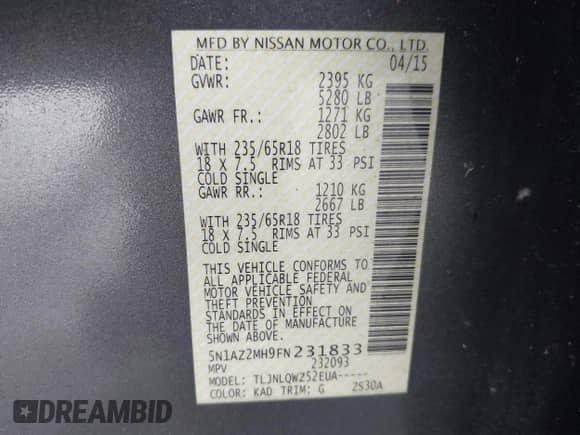 MFD BY NISSAN MOTOR CO., LTD.
DATE: 04/15
GVWR: 2395 KG
5280 LB
GAWR FR.: 1271 KG
2802 LB
WITH 235/65R18 TIRES
18 X 7.5 RIMS AT 33 PSI
COLD SINGLE
GAWR RR.: 1210 KG
2667 LB
WITH 235/65R18 TIRES
18 X 7.5 RIMS AT 33 PSI
COLD SINGLE
THIS VEHICLE CONFORMS TO
ALL APPLICABLE FEDERAL
MOTOR VEHICLE SAFETY AND
THEFT PREVENTION
STANDARDS IN EFFECT ON
THE DATE OF MANUFACTURE
SHOWN ABOVE.
5N1AZ2MH9FN231833
MPV 232093
MODEL: TLJNLQWZ52EUA-----
COLOR: KAD TRIM: G 2S30A
© DREAMBID
DREAMBID.COM